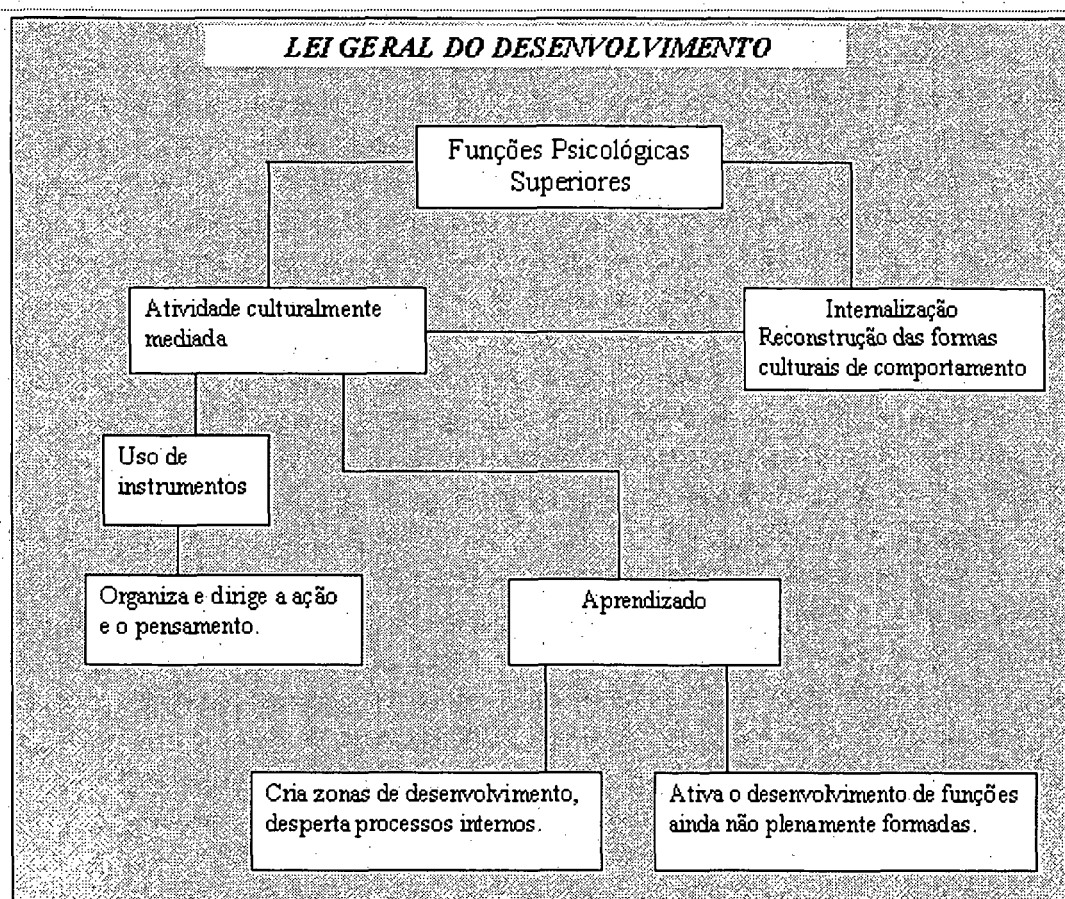 LEI GERAL DO DESENVOLVIMENTO
Funções Psicológicas
Superiores
Atividade culturalmente
mediada
Internalização
Reconstrução das formas
culturais de comportamento
Uso de
instrumentos
Organiza e dirige a ação
e o pensamento.
Aprendizado
Cria zonas de desenvolvimento,
desperta processos internos.
Ativa o desenvolvimento de funções
ainda não plenamente formadas.